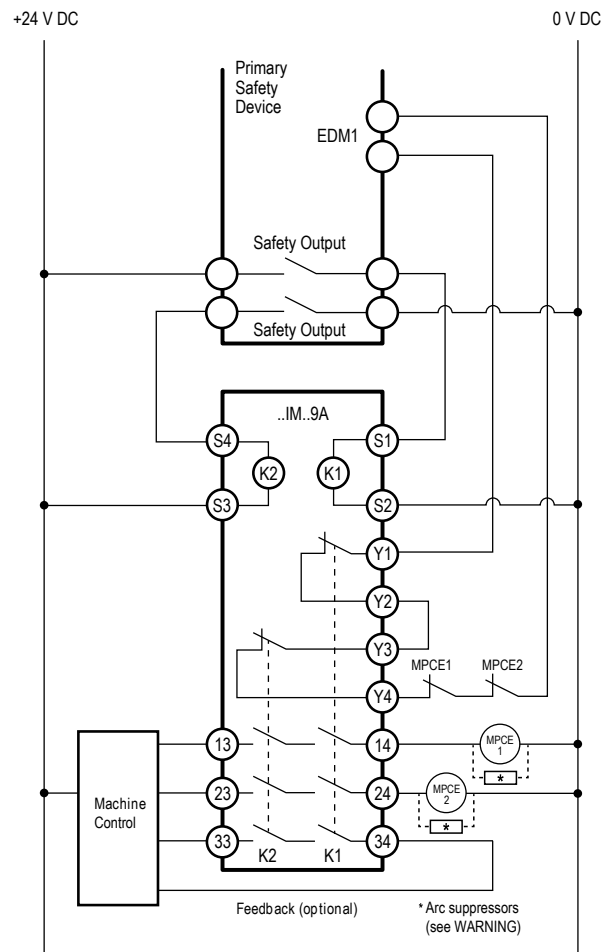 +24 V DC
0 V DC
Primary
Safety
Device
EDM1
Safety Output
Safety Output
..IM..9A
S4
S1
K2
K1
S3
S2
Y1
Y2
Y3
MPCE1
MPCE2
Y4
13
14
MPCE
1
*
Machine
Control
23
24
MPCE
2
*
33
K2
K1
34
Feedback (optional)
* Arc suppressors
(see WARNING)